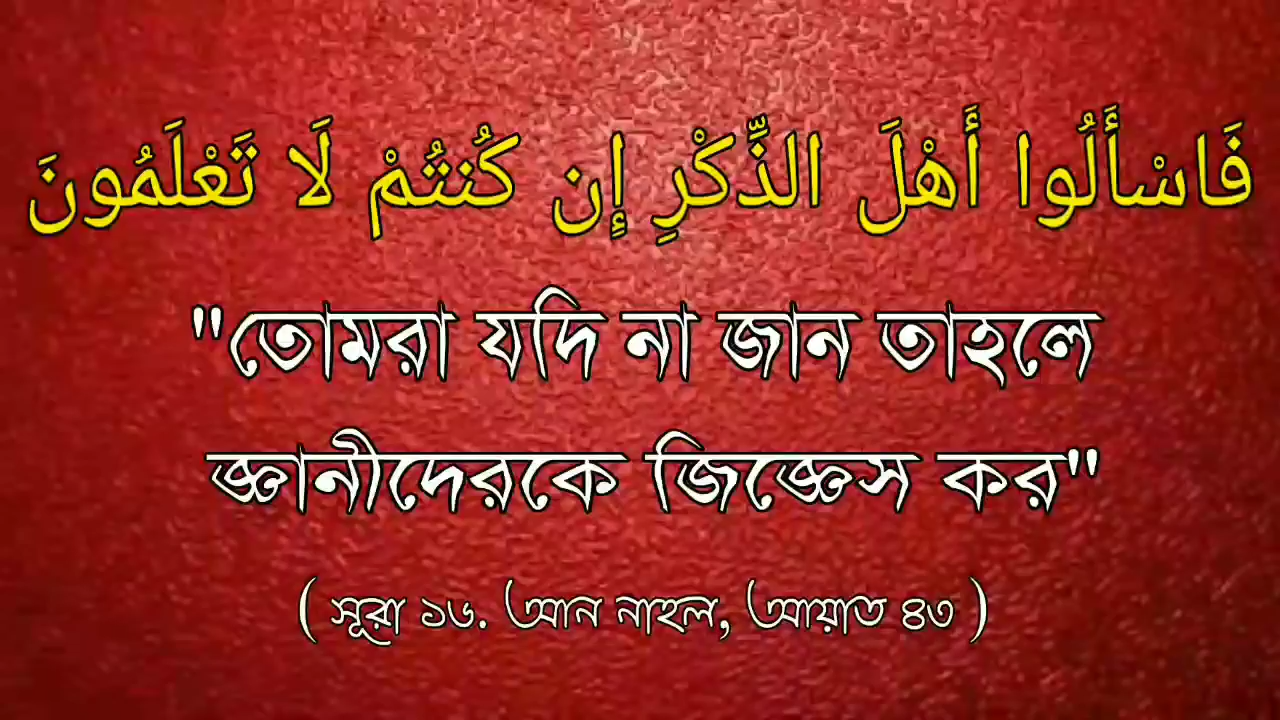 فَاسْأَلُوا أَهْلَ الذِّكْرِ إِن كُنتُمْ لَا تَعْلَمُونَ
"তোমরা যদি না জান তাহলে
জ্ঞানীদেরকে জিজ্ঞেস কর"
( সূরা ১৬. আন নাহল, আয়াত ৪৩ )